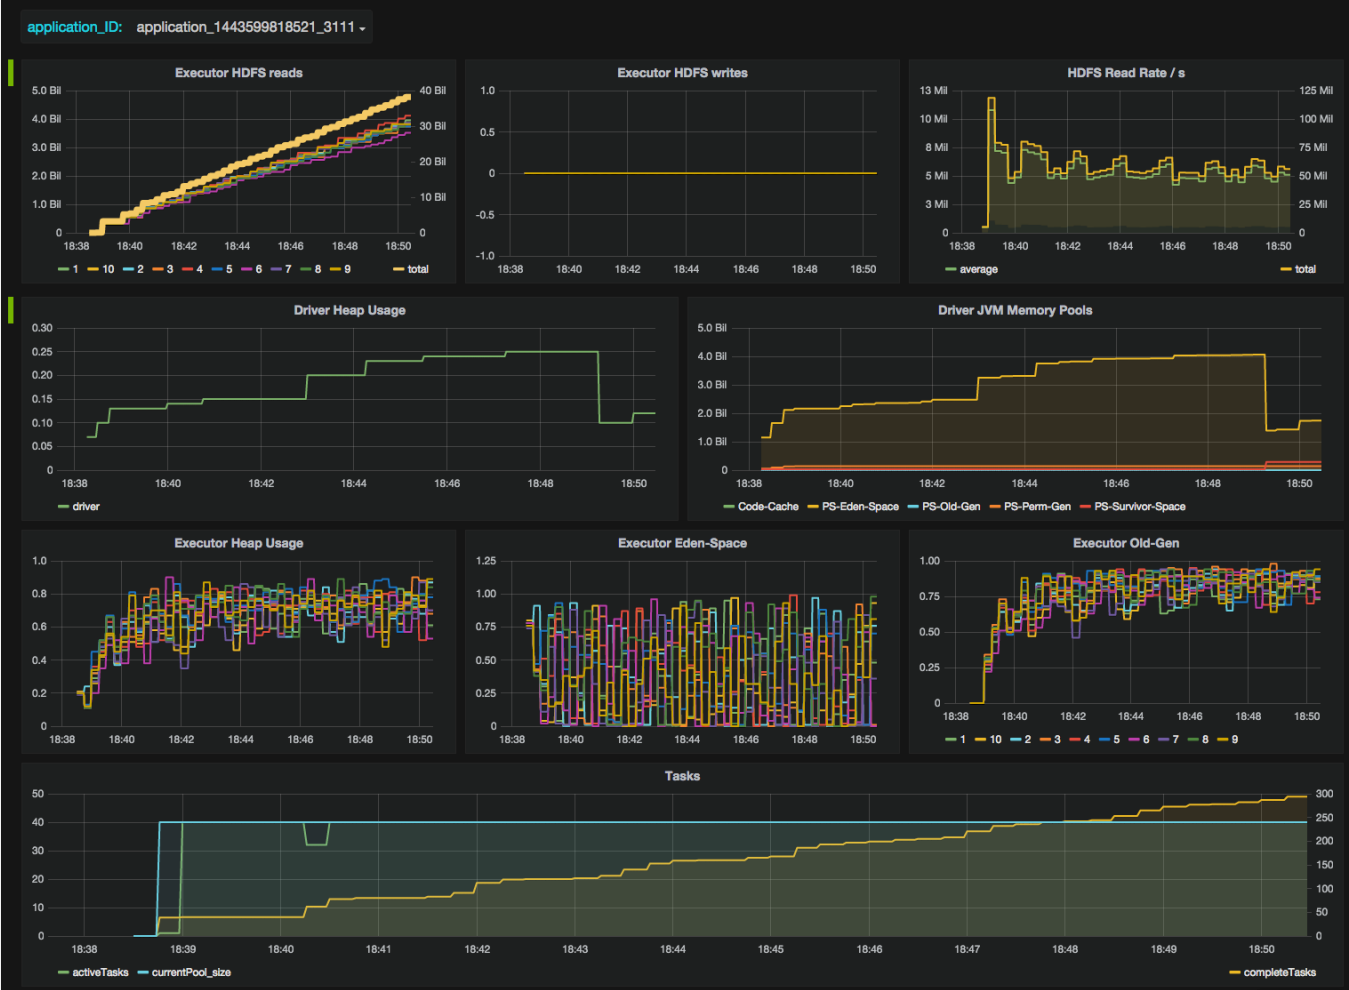 application_ID: application_1443599818521_3111
Executor HDFS reads
5.0 Bil
4.0 Bil
3.0 Bil
2.0 Bil
1.0 Bil
0
40 Bil
30 Bil
20 Bil
10 Bil
0
18:38 18:40 18:42 18:44 18:46 18:48 18:50
1 10 2 3 4 5 6 7 8 9 total
Executor HDFS writes
1.0
0.5
0
-0.5
-1.0
18:38 18:40 18:42 18:44 18:46 18:48 18:50
HDFS Read Rate / s
13 Mil
10 Mil
8 Mil
5 Mil
3 Mil
0
125 Mil
100 Mil
75 Mil
50 Mil
25 Mil
0
18:38 18:40 18:42 18:44 18:46 18:48 18:50
average total
Driver Heap Usage
0.30
0.25
0.20
0.15
0.10
0.05
0
18:38 18:40 18:42 18:44 18:46 18:48 18:50
driver
Driver JVM Memory Pools
5.0 Bil
4.0 Bil
3.0 Bil
2.0 Bil
1.0 Bil
0
18:38 18:40 18:42 18:44 18:46 18:48 18:50
Code-Cache PS-Eden-Space PS-Old-Gen PS-Perm-Gen PS-Survivor-Space
Executor Heap Usage
1.0
0.8
0.6
0.4
0.2
0
18:38 18:40 18:42 18:44 18:46 18:48 18:50
Executor Eden-Space
1.25
1.00
0.75
0.50
0.25
0
18:38 18:40 18:42 18:44 18:46 18:48 18:50
Executor Old-Gen
1.00
0.75
0.50
0.25
0
18:38 18:40 18:42 18:44 18:46 18:48 18:50
1 10 2 3 4 5 6 7 8 9
Tasks
50
40
30
20
10
0
300
250
200
150
100
50
0
18:38 18:39 18:40 18:41 18:42 18:43 18:44 18:45 18:46 18:47 18:48 18:49 18:50
activeTasks currentPool_size completeTasks